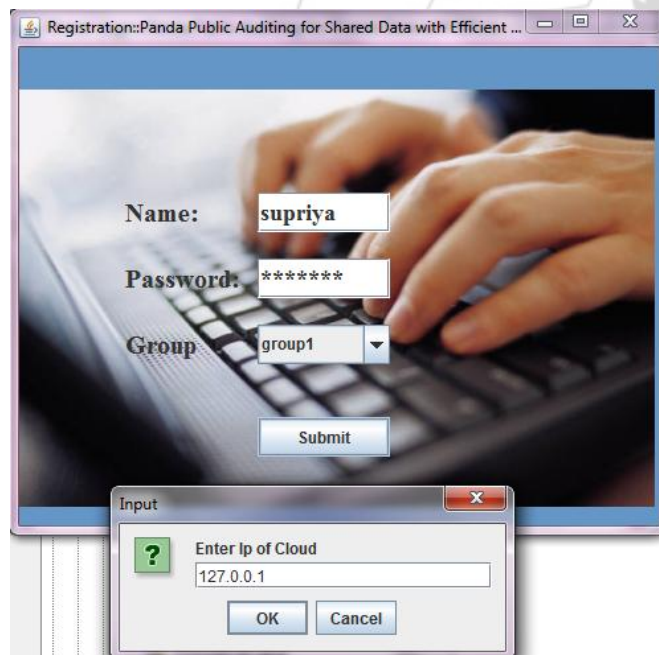 Registration::Panda Public Auditing for Shared Data with Efficient ...
Name: supriya
Password: *******
Group group1
Submit
Input
Enter Ip of Cloud
127.0.0.1
OK Cancel